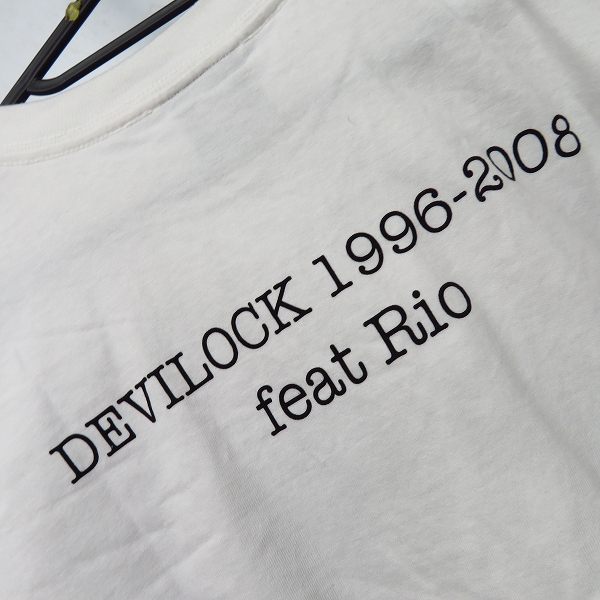 DEVILOCK 1996-2008
feat Rio